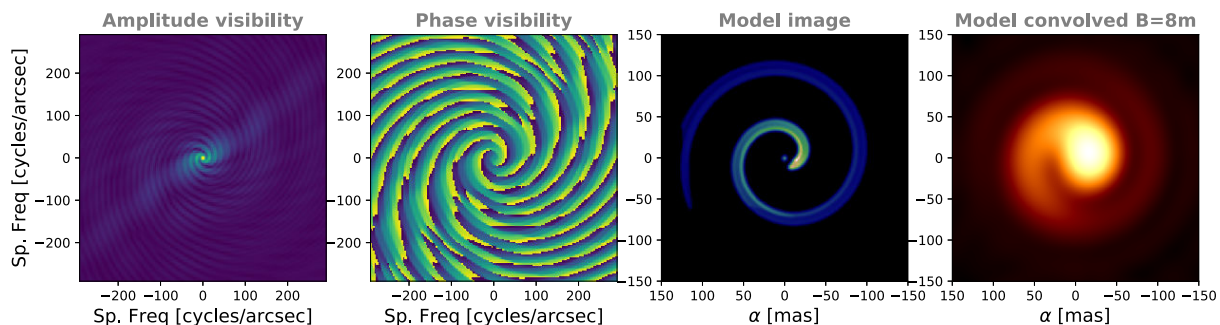 Amplitude visibility
Phase visibility
Model image
Model convolved B=8m
Sp. Freq [cycles/arcsec]
200
100
0
−100
−200
−200 −100 0 100 200
Sp. Freq [cycles/arcsec]
200
100
0
−100
−200
−200 −100 0 100 200
Sp. Freq [cycles/arcsec]
150
100
50
0
−50
−100
−150
150 100 50 0 −50 −100 −150
α [mas]
150
100
50
0
−50
−100
−150
150 100 50 0 −50 −100 −150
α [mas]